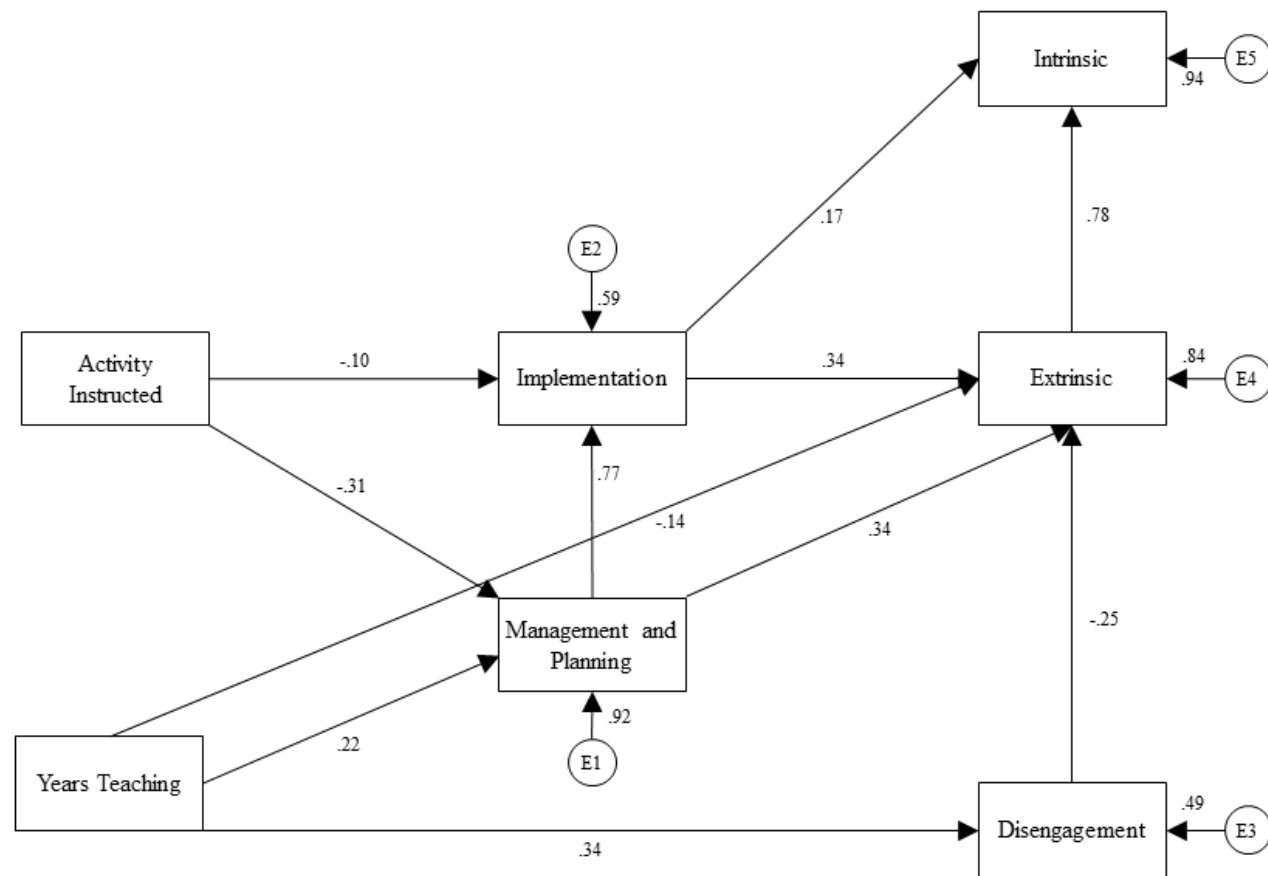 Intrinsic
E5
.94
.17
.78
E2
.59
Activity
Instructed
-.10
Implementation
.34
Extrinsic
.84
E4
-.31
.77
-.14
.34
Management and
Planning
-.25
.22
.92
E1
Years Teaching
.34
Disengagement
.49
E3